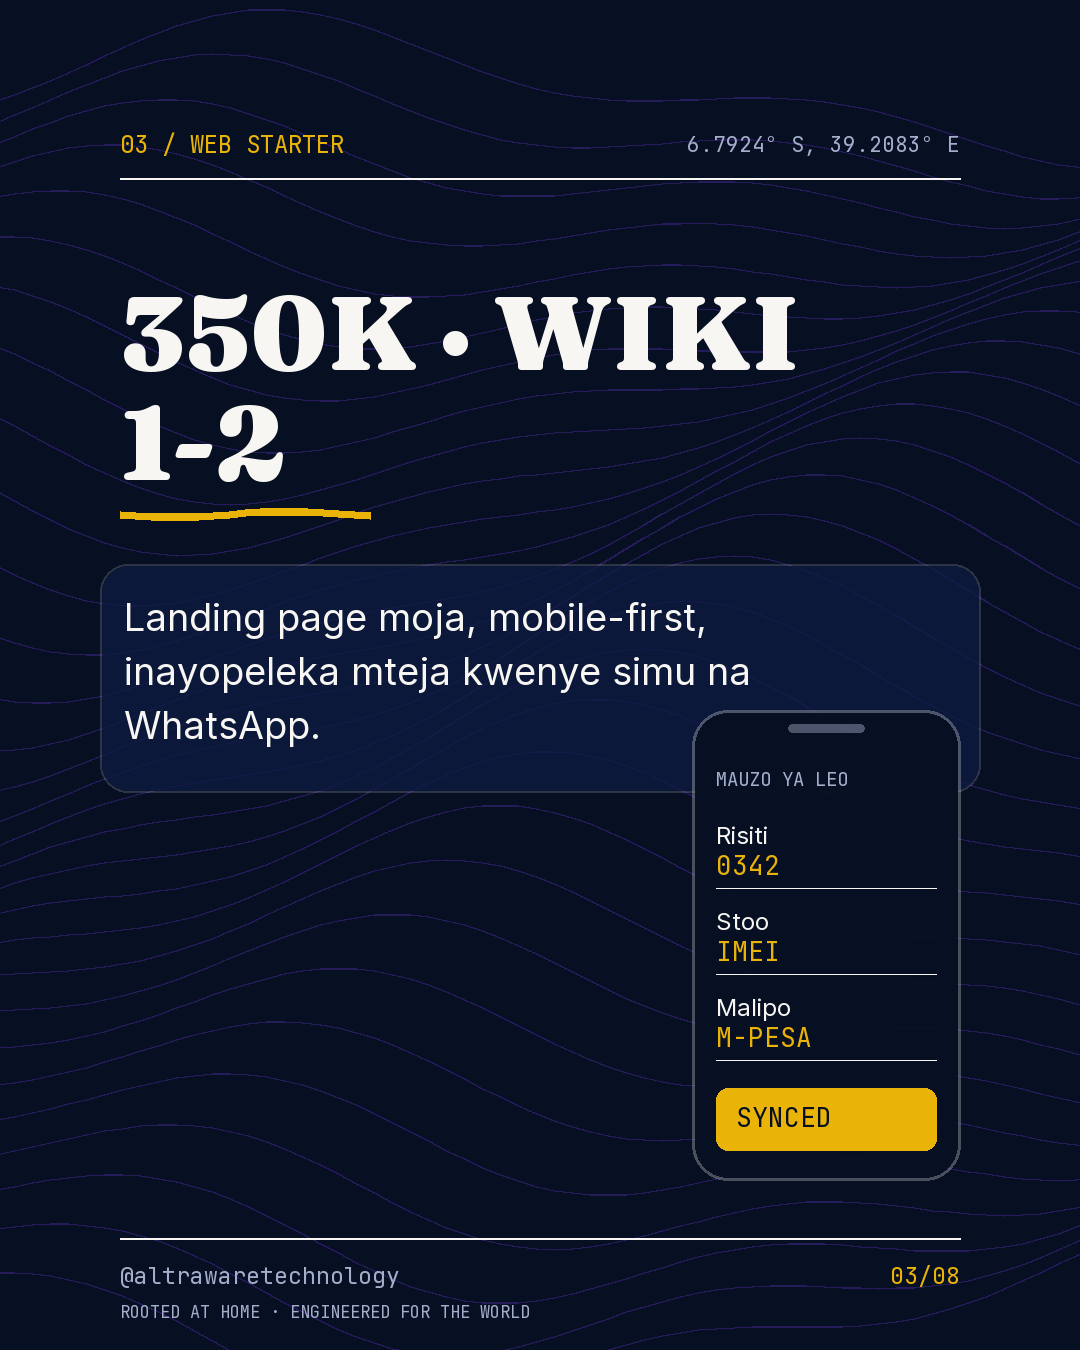 03 / WEB STARTER
6.7924° S, 39.2083° E
350K · WIKI
1-2
Landing page moja, mobile-first,
inayopeleka mteja kwenye simu na
WhatsApp.
MAUZO YA LEO
Risiti
0342
Stoo
IMEI
Malipo
M-PESA
SYNCED
@altrawaretechnology
03/08
ROOTED AT HOME · ENGINEERED FOR THE WORLD